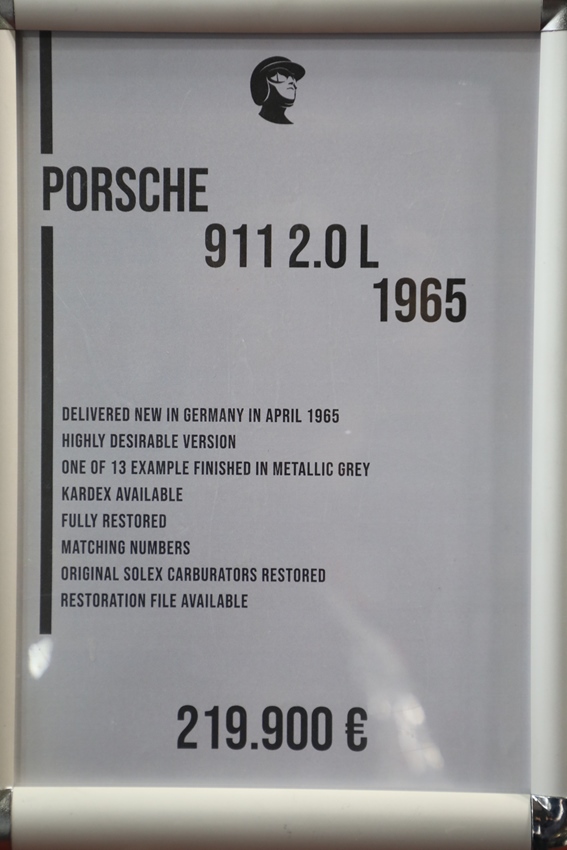 PORSCHE
911 2.0 L
1965
DELIVERED NEW IN GERMANY IN APRIL 1965
HIGHLY DESIRABLE VERSION
ONE OF 13 EXAMPLE FINISHED IN METALLIC GREY
KARDEX AVAILABLE
FULLY RESTORED
MATCHING NUMBERS
ORIGINAL SOLEX CARBURATORS RESTORED
RESTORATION FILE AVAILABLE
219.900 €